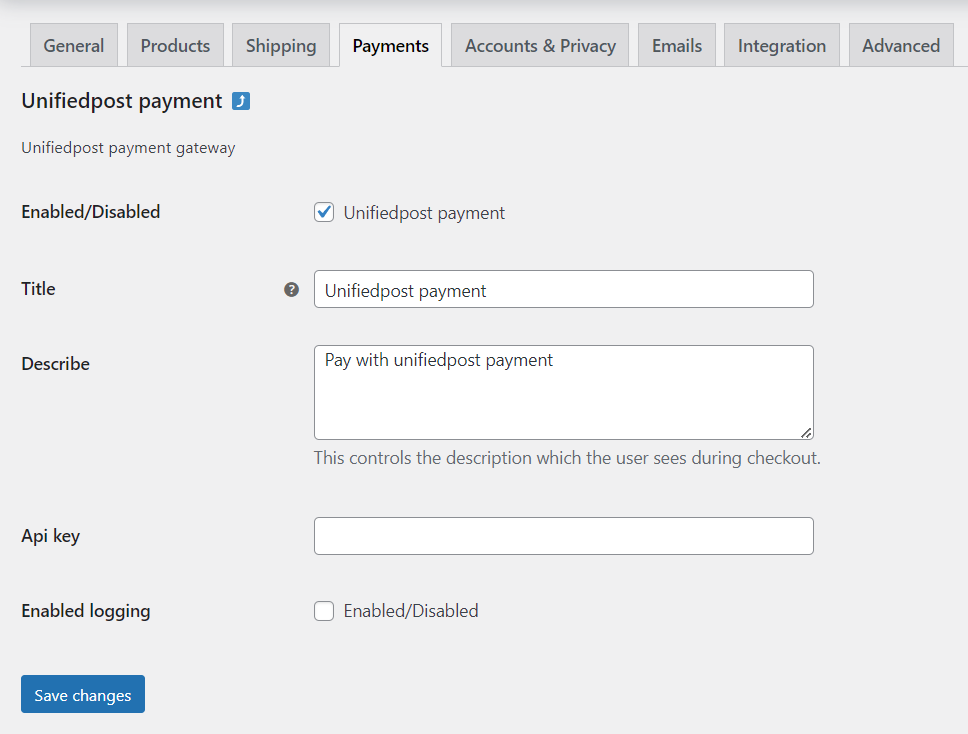 General Products Shipping Payments Accounts & Privacy Emails Integration Advanced
Unifiedpost payment
Unifiedpost payment gateway
Enabled/Disabled Unifiedpost payment
Title ? Unifiedpost payment
Describe Pay with unifiedpost payment
This controls the description which the user sees during checkout.
Api key
Enabled logging Enabled/Disabled
Save changes